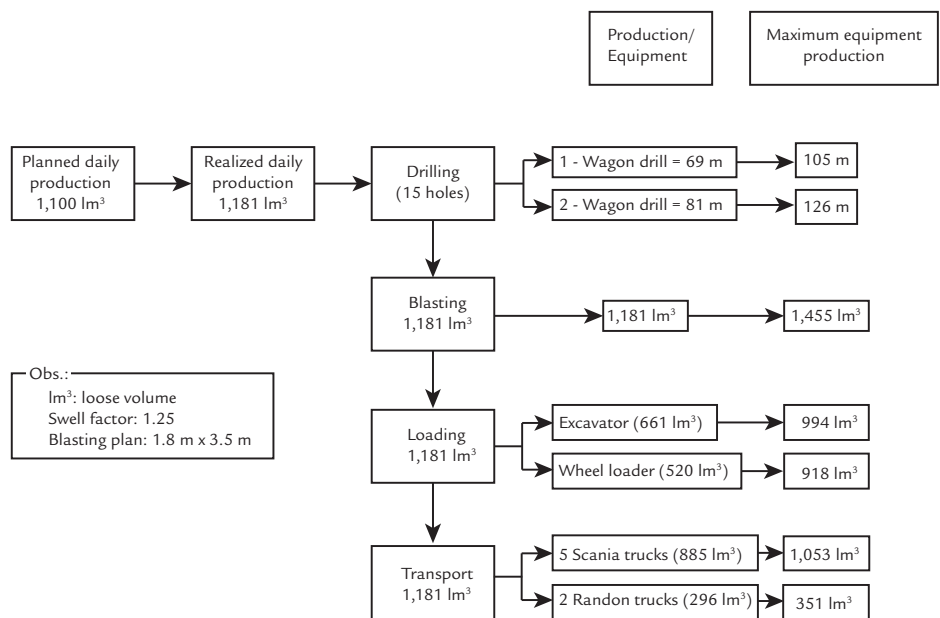 Production/
Equipment
Maximum equipment
production
Planned daily
production
1,100 lm³
Realized daily
production
1,181 lm³
Drilling
(15 holes)
1 - Wagon drill = 69 m
105 m
2 - Wagon drill = 81 m
126 m
Blasting
1,181 lm³
1,181 lm³
1,455 lm³
Obs.:
lm³: loose volume
Swell factor: 1.25
Blasting plan: 1.8 m x 3.5 m
Loading
1,181 lm³
Excavator (661 lm³)
994 lm³
Wheel loader (520 lm³)
918 lm³
Transport
1,181 lm³
5 Scania trucks (885 lm³)
1,053 lm³
2 Randon trucks (296 lm³)
351 lm³